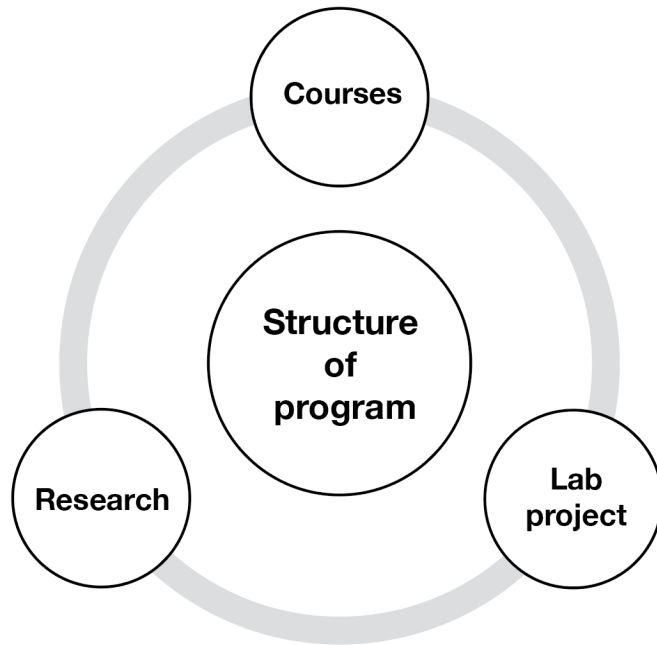 Courses
Structure
of
program
Research
Lab
project